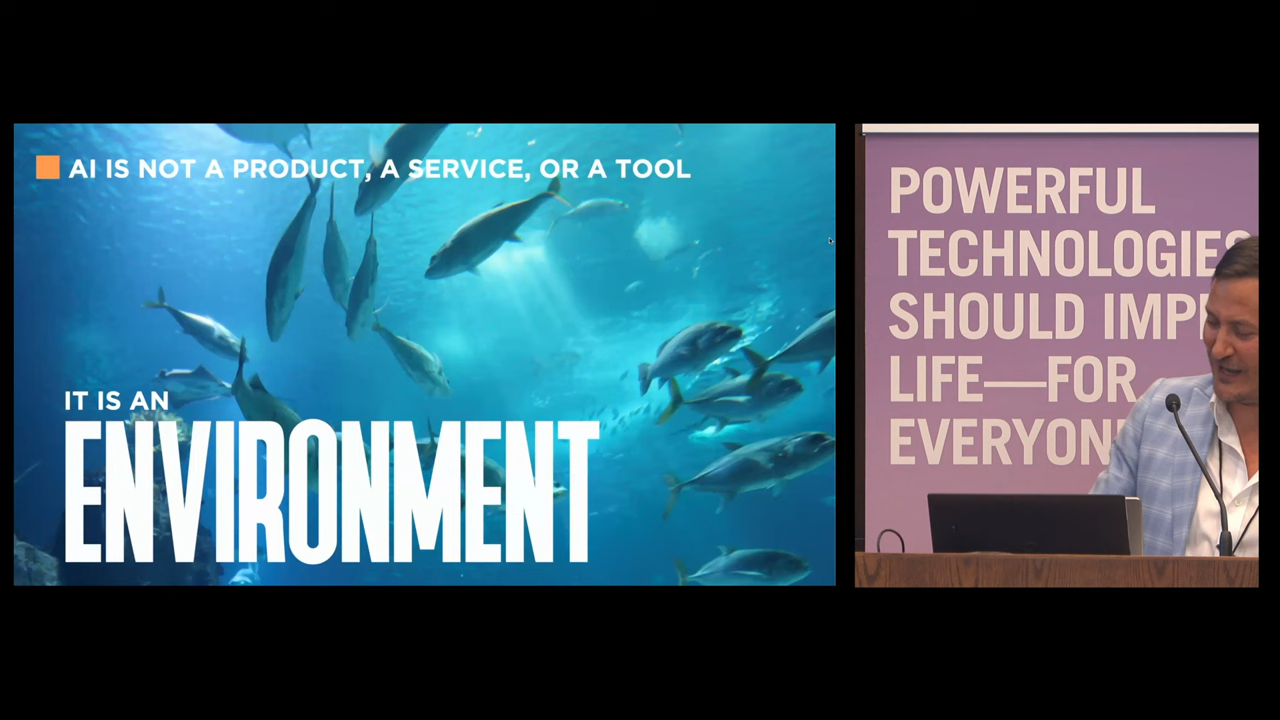 AI IS NOT A PRODUCT, A SERVICE, OR A TOOL
IT IS AN
ENVIRONMENT
POWERFUL
TECHNOLOGIES
SHOULD
LIFE—FOR